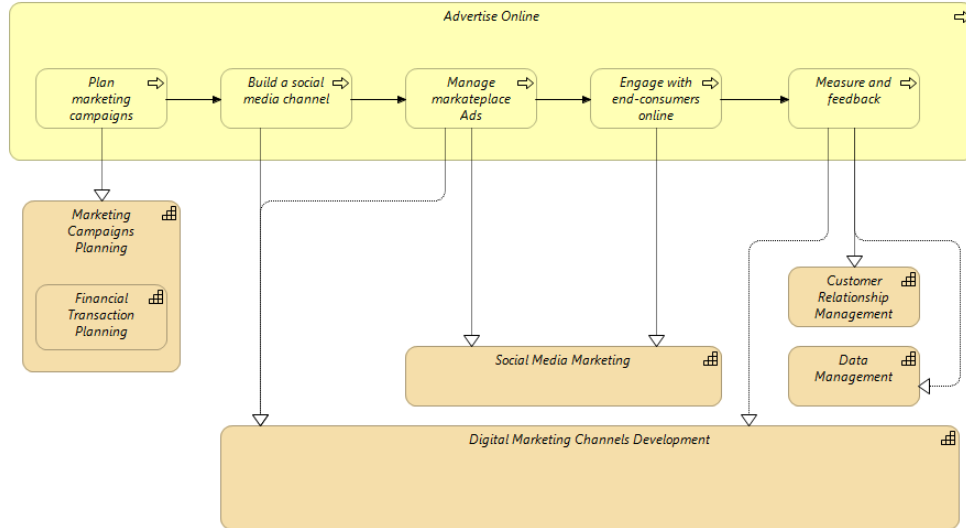 Advertise Online
Plan
marketing
campaigns
Build a social
media channel
Manage
markateplace
Ads
Engage with
end-consumers
online
Measure and
feedback
Marketing
Campaigns
Planning
Financial
Transaction
Planning
Customer
Relationship
Management
Social Media Marketing
Data
Management
Digital Marketing Channels Development